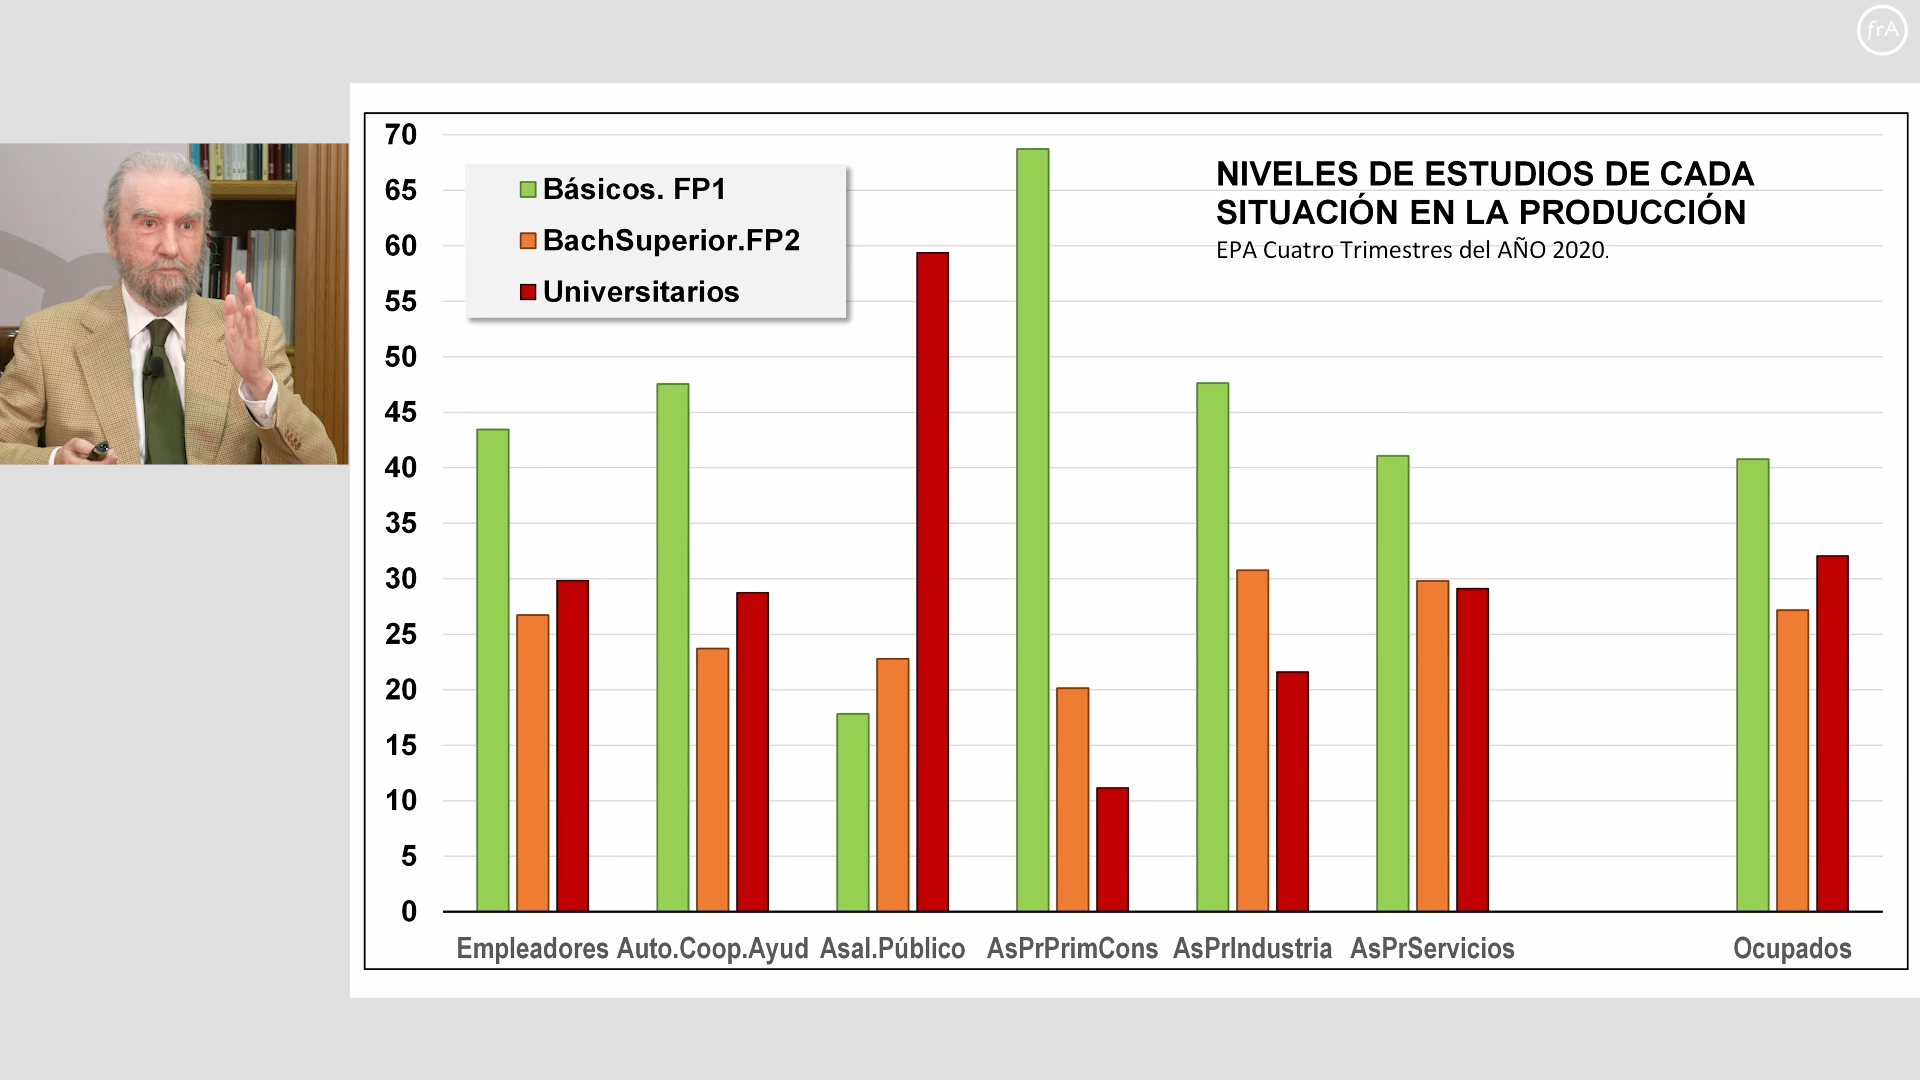 frA
70
65
60
55
50
45
40
35
30
25
20
15
10
5
0
Básicos. FP1
BachSuperior.FP2
Universitarios
NIVELES DE ESTUDIOS DE CADA
SITUACIÓN EN LA PRODUCCIÓN
EPA Cuatro Trimestres del AÑO 2020.
Empleadores Auto.Coop.Ayud Asal.Público AsPrPrimCons AsPrIndustria AsPrServicios Ocupados